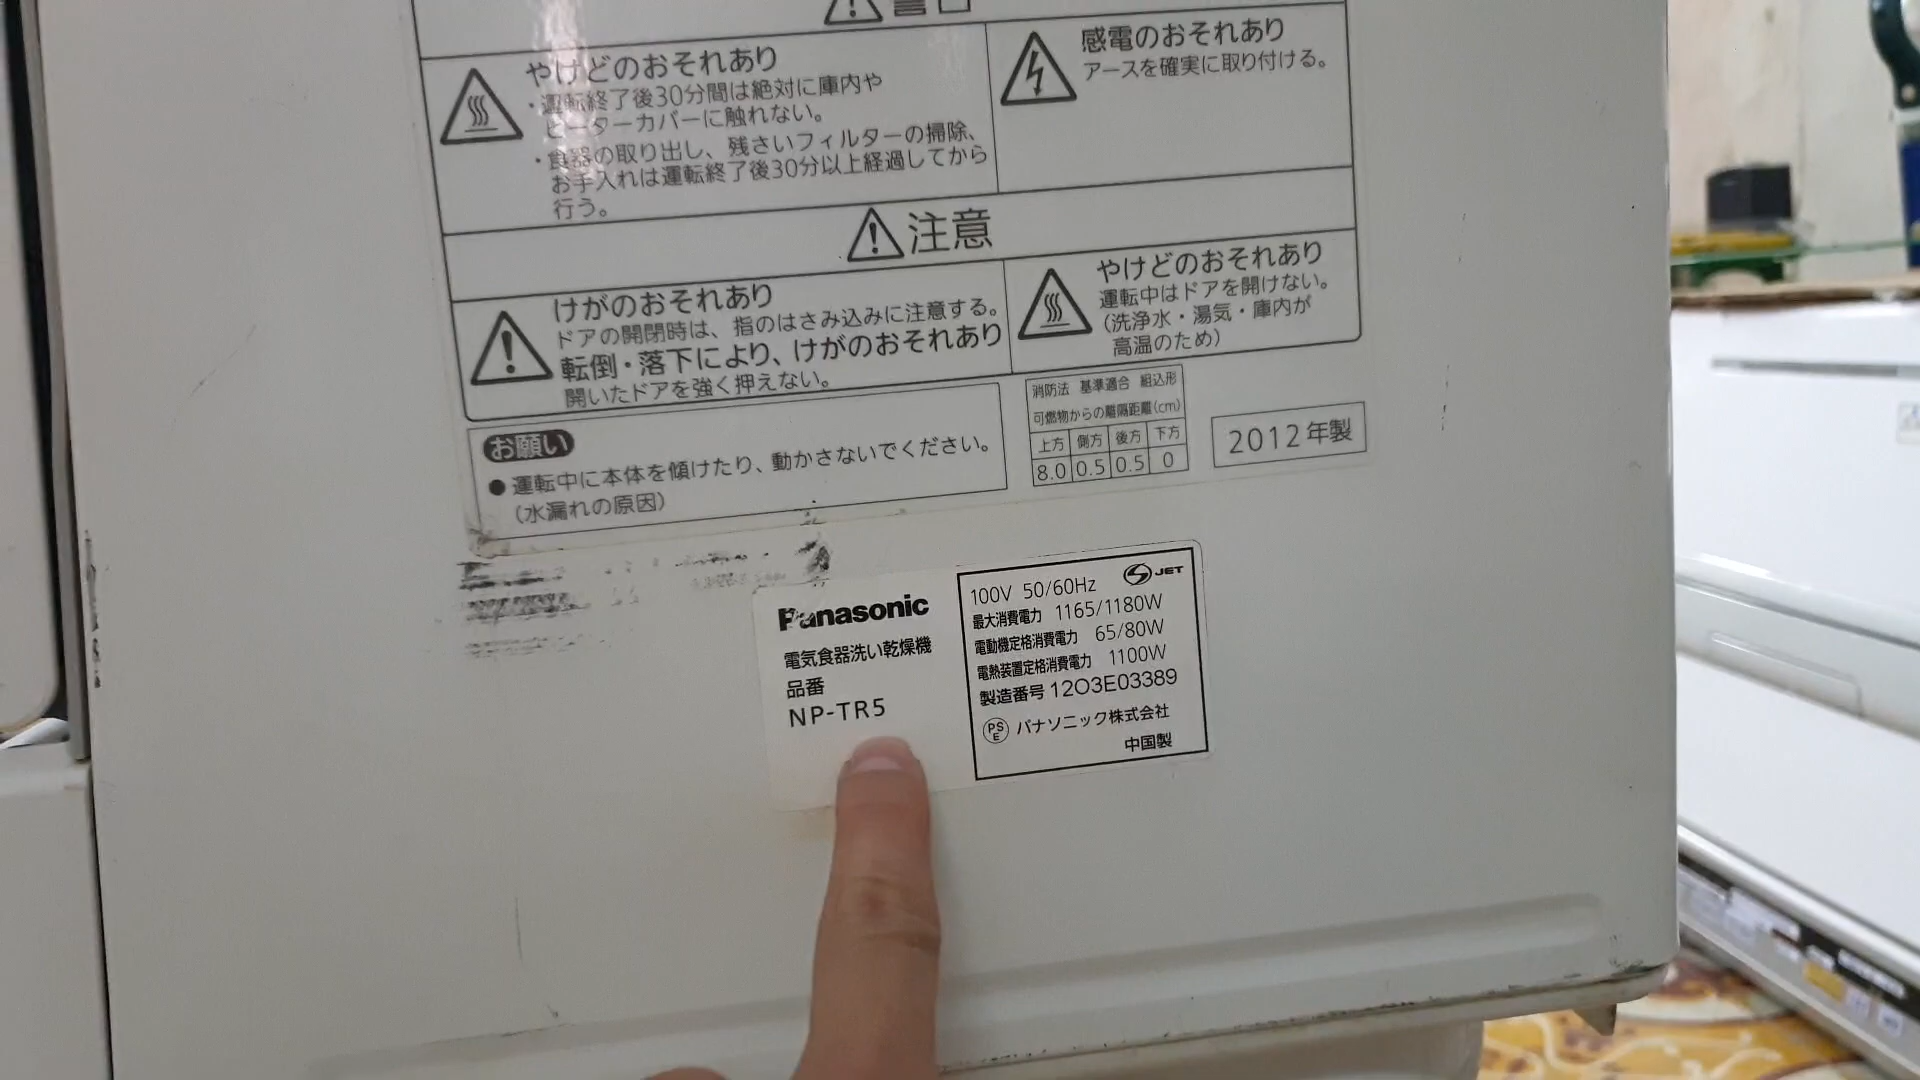 やけどのおそれあり
・運転終了後30分間は絶対に庫内や
ヒーターカバーに触れない。
・食器の取り出し、残さいフィルターの掃除、
お手入れは運転終了後30分以上経過してから
行う。
感電のおそれあり
アースを確実に取り付ける。
注意
けがのおそれあり
ドアの開閉時は、指のはさみ込みに注意する。
転倒・落下により、けがのおそれあり
開いたドアを強く押えない。
やけどのおそれあり
運転中はドアを開けない。
(洗浄水・湯気・庫内が
高温のため)
お願い
●運転中に本体を傾けたり、動かさないでください。
(水漏れの原因)
消防法 基準適合 組込形
可燃物からの離隔距離(cm)
上方 側方 後方 下方
8.0 0.5 0.5 0
2012年製
Panasonic
電気食器洗い乾燥機
品番
NP-TR5
100V 50/60Hz
JET
最大消費電力 1165/1180W
電動機定格消費電力 65/80W
電熱装置定格消費電力 1100W
製造番号 12O3E03389
PSE パナソニック株式会社
中国製